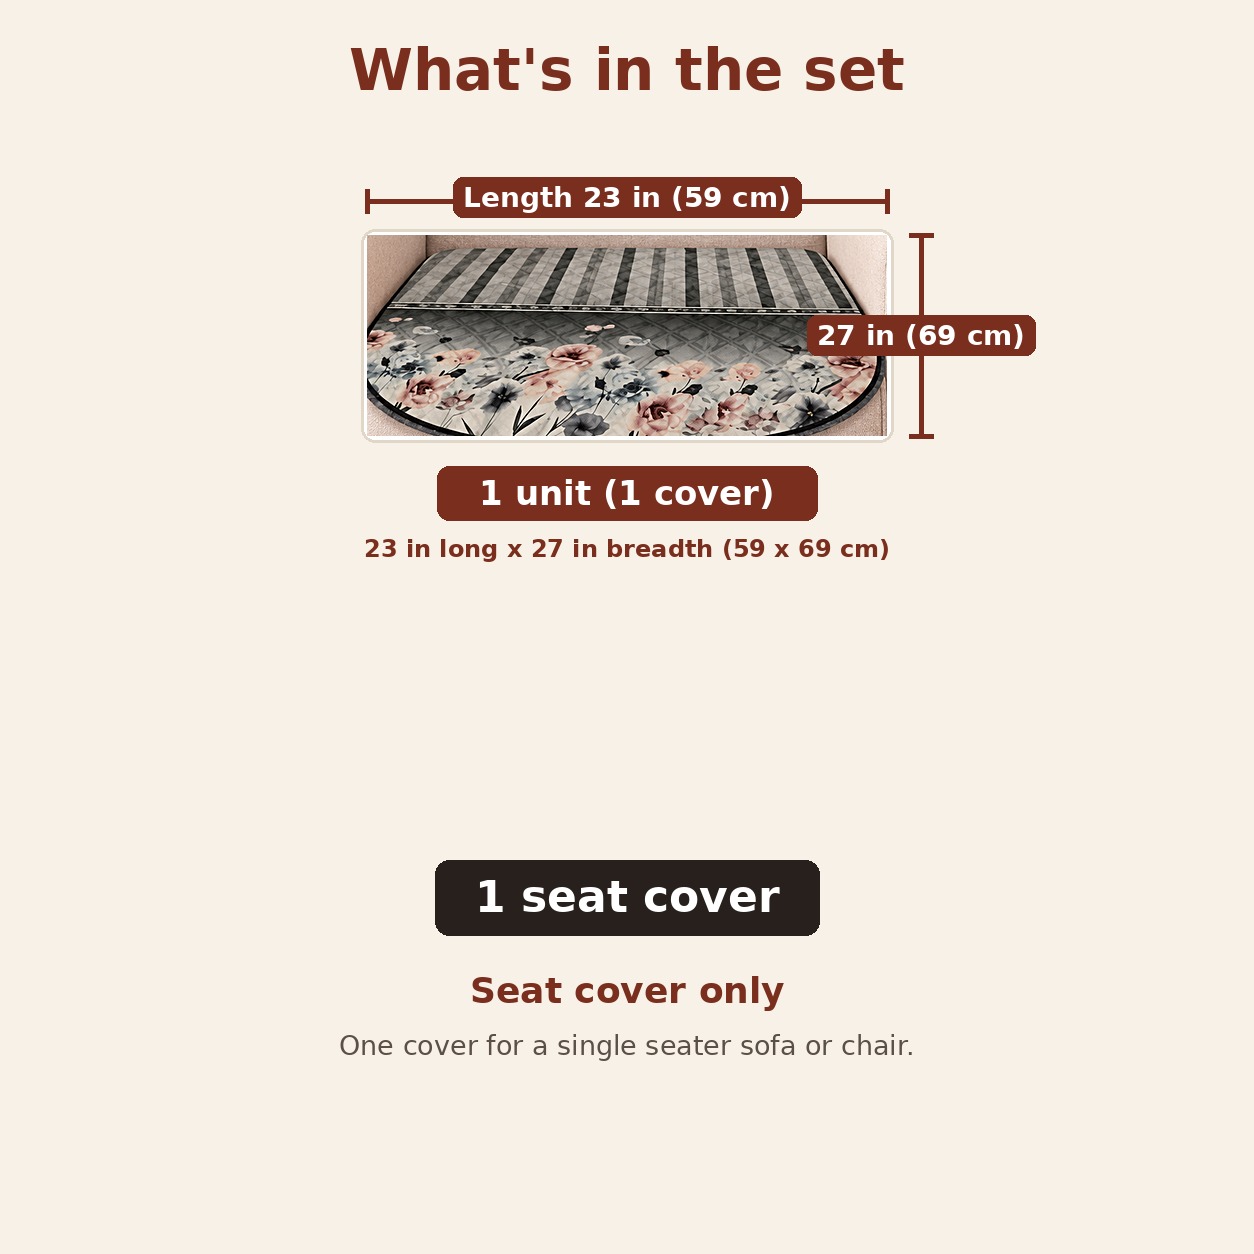 What's in the set
Length 23 in (59 cm)
27 in (69 cm)
1 unit (1 cover)
23 in long x 27 in breadth (59 x 69 cm)
1 seat cover
Seat cover only
One cover for a single seater sofa or chair.